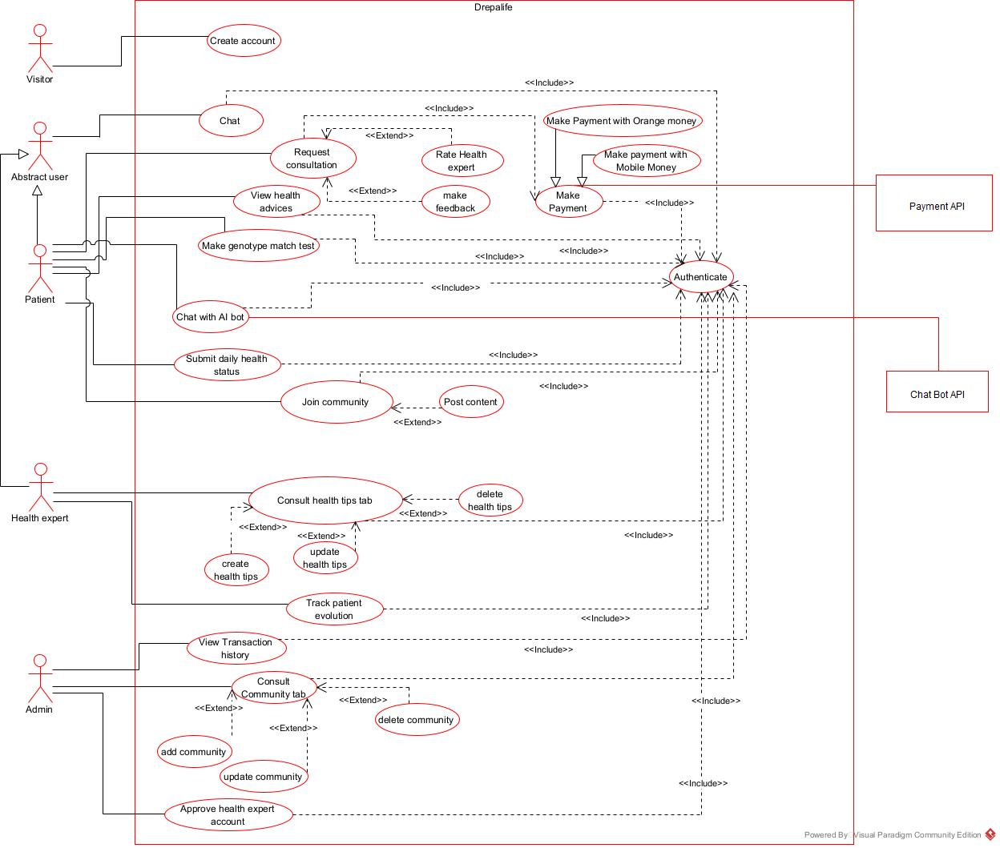 Drepalife
Create account
Visitor
<<Include>>
Chat
<<Include>>
Make Payment with Orange money
<<Extend>>
Request
consultation
Rate Health
expert
Make payment with
Mobile Money
Abstract user
<<Extend>>
make
feedback
Make
Payment
<<Include>>
View health
advices
Payment API
Make genotype match test
<<Include>>
<<Include>>
Authenticate
<<Include>>
Patient
Chat with AI bot
Submit daily health
status
<<Include>>
<<Include>>
Chat Bot API
Join community
Post content
<<Extend>>
Health expert
Consult health tips tab
delete
health tips
<<Extend>>
<<Extend>>
<<Extend>>
<<Include>>
update
health tips
create
health tips
Track patient
evolution
<<Include>>
View Transaction
history
<<Include>>
Admin
Consult
Community tab
<<Extend>>
<<Extend>>
<<Include>>
delete community
<<Extend>>
add community
update community
<<Include>>
Approve health expert
account
Powered By Visual Paradigm Community Edition